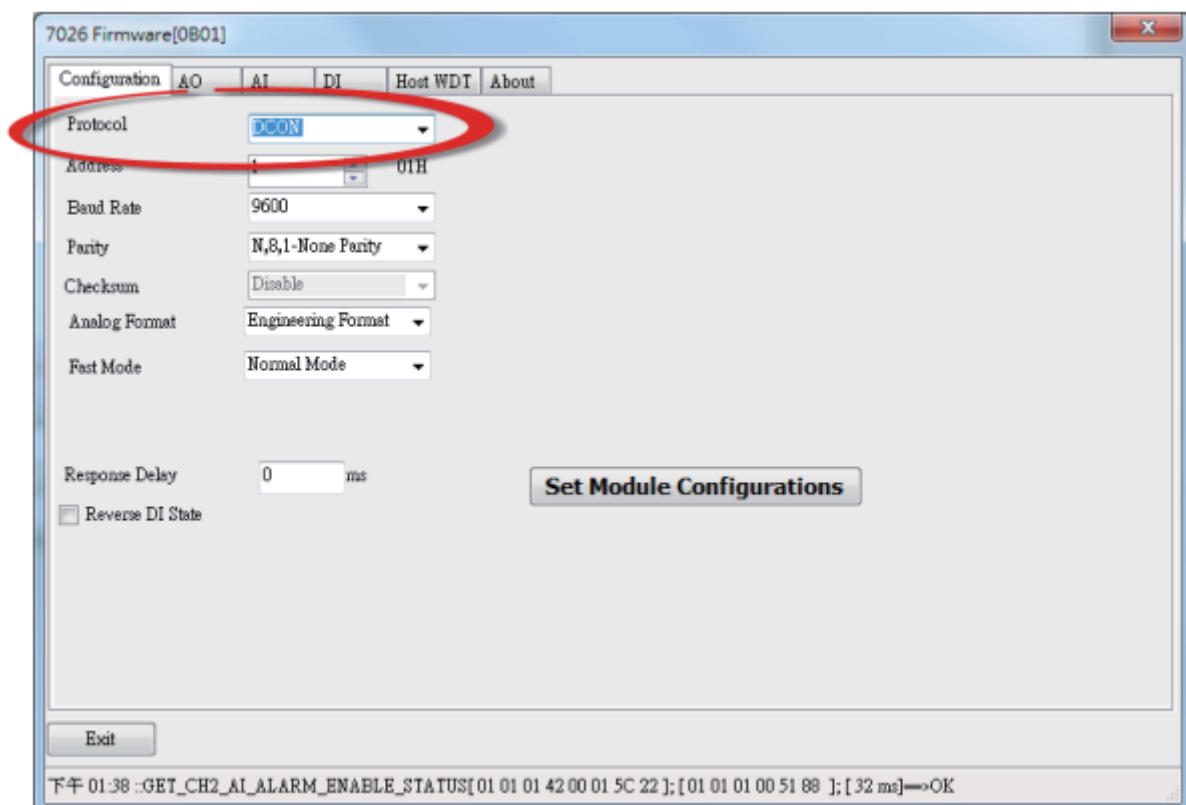 7026 Firmware[0B01]
Configuration AO AI DI Host WDT About
Protocol DCON
Address 1 01H
Baud Rate 9600
Parity N,8,1-None Parity
Checksum Disable
Analog Format Engineering Format
Fast Mode Normal Mode
Response Delay 0 ms
Set Module Configurations
Reverse DI State
Exit
下午 01:38 ::GET_CH2_AI_ALARM_ENABLE_STATUS[ 01 01 01 42 00 01 5C 22 ]; [ 01 01 01 00 51 88 ]; [ 32 ms]==>OK